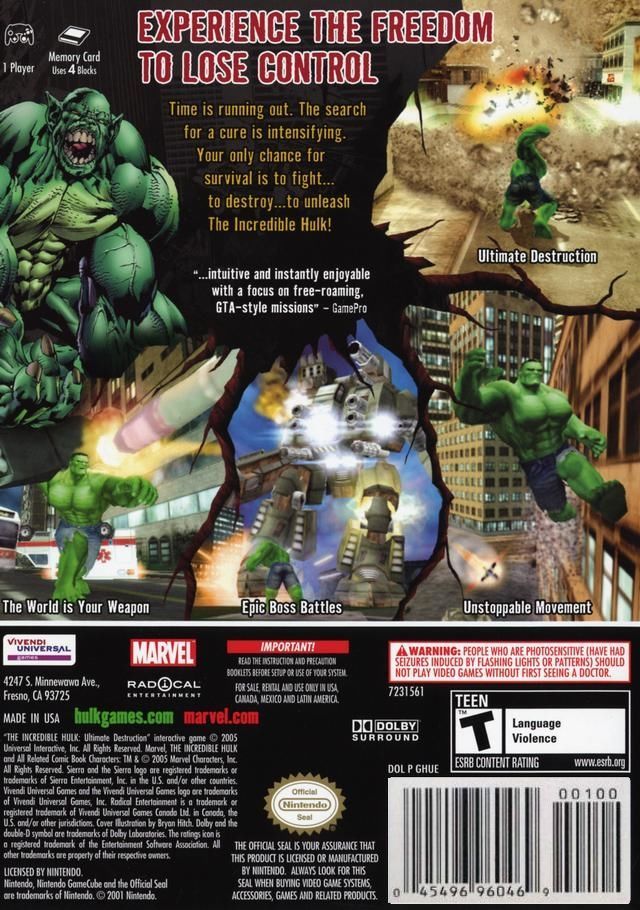 EXPERIENCE THE FREEDOM
TO LOSE CONTROL
1 Player
Memory Card
Uses 4 Blocks
Time is running out. The search
for a cure is intensifying.
Your only chance for
survival is to fight...
to destroy...to unleash
The Incredible Hulk!
"...intuitive and instantly enjoyable
with a focus on free-roaming,
GTA-style missions" – GamePro
Ultimate Destruction
The World is Your Weapon
Epic Boss Battles
Unstoppable Movement
VIVENDI
UNIVERSAL
games
4247 S. Minnewawa Ave.,
Fresno, CA 93725
MADE IN USA
MARVEL
RADICAL
ENTERTAINMENT
hulkgames.com marvel.com
IMPORTANT!
READ THE INSTRUCTION AND PRECAUTION
BOOKLETS BEFORE SETUP OR USE OF YOUR SYSTEM.
FOR SALE, RENTAL AND USE ONLY IN USA,
CANADA, MEXICO AND LATIN AMERICA.
WARNING: PEOPLE WHO ARE PHOTOSENSITIVE (HAVE HAD
SEIZURES INDUCED BY FLASHING LIGHTS OR PATTERNS) SHOULD
NOT PLAY VIDEO GAMES WITHOUT FIRST SEEING A DOCTOR.
7231561
DOLBY
SURROUND
DOL P GHUE
TEEN
T
TM
Language
Violence
ESRB CONTENT RATING www.esrb.org
"THE INCREDIBLE HULK: Ultimate Destruction" interactive game © 2005
Universal Interactive, Inc. All Rights Reserved. Marvel, THE INCREDIBLE HULK
and All Related Comic Book Characters: TM & © 2005 Marvel Characters, Inc.
All Rights Reserved. Sierra and the Sierra logo are registered trademarks or
trademarks of Sierra Entertainment, Inc. in the U.S. and/or other countries.
Vivendi Universal Games and the Vivendi Universal Games logo are trademarks
of Vivendi Universal Games, Inc. Radical Entertainment is a trademark or
registered trademark of Vivendi Universal Games Canada Ltd. in Canada, the
U.S. and/or other jurisdictions. Cover Illustration by Bryan Hitch. Dolby and the
double-D symbol are trademarks of Dolby Laboratories. The ratings icon is
a registered trademark of the Entertainment Software Association. All
other trademarks are property of their respective owners.
LICENSED BY NINTENDO.
Nintendo, Nintendo GameCube and the Official Seal
are trademarks of Nintendo. © 2001 Nintendo.
Official
Nintendo
Seal
THE OFFICIAL SEAL IS YOUR ASSURANCE THAT
THIS PRODUCT IS LICENSED OR MANUFACTURED
BY NINTENDO. ALWAYS LOOK FOR THIS
SEAL WHEN BUYING VIDEO GAME SYSTEMS,
ACCESSORIES, GAMES AND RELATED PRODUCTS.
00100
0 45496 96046 9